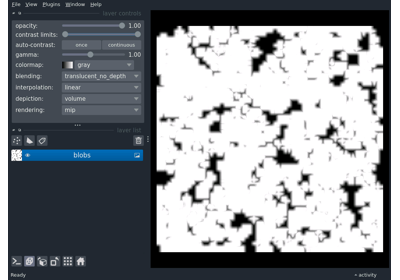 File View Plugins Window Help
layer controls
opacity: 1.00
contrast limits:
auto-contrast: once continuous
gamma: 1.00
colormap: gray
blending: translucent_no_depth
interpolation: linear
depiction: volume
rendering: mip
layer list
blobs
Ready activity